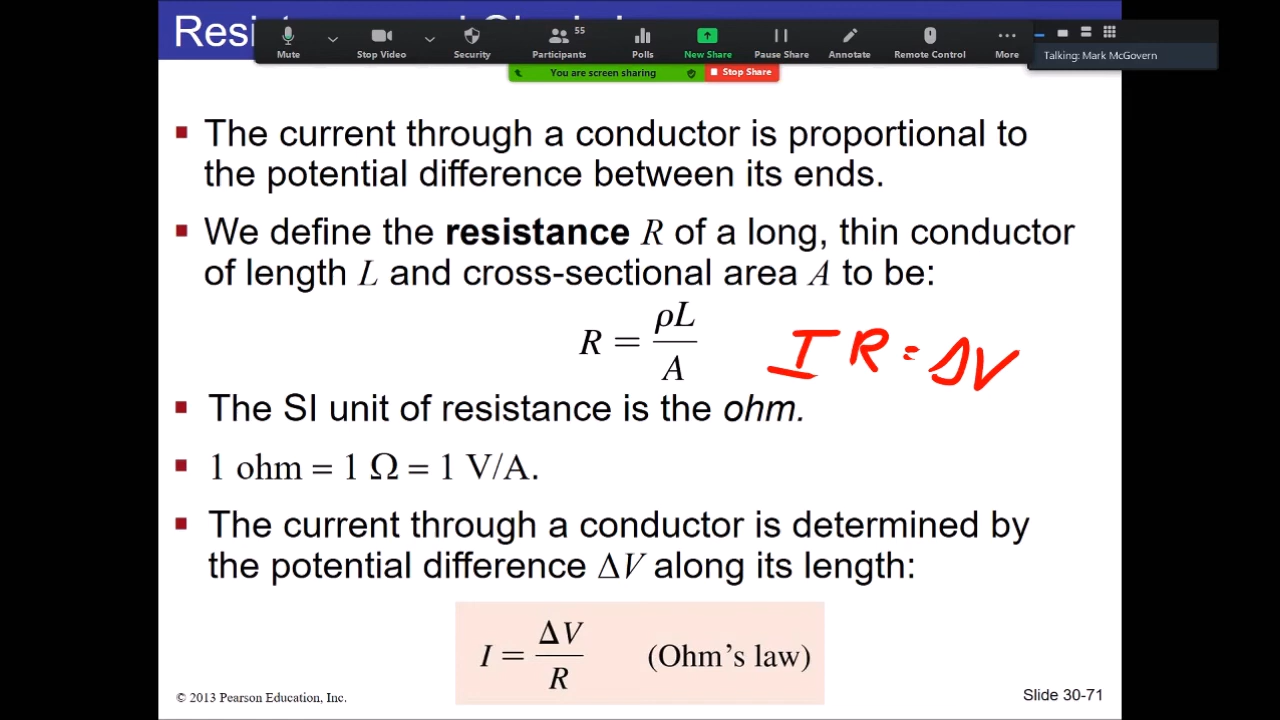 Mute
Stop Video
Security
Participants
55
Polls
New Share
Pause Share
Annotate
Remote Control
More
Talking: Mark McGovern
You are screen sharing
Stop Share
▪ The current through a conductor is proportional to
the potential difference between its ends.
▪ We define the resistance R of a long, thin conductor
of length L and cross-sectional area A to be:
R = ρL/A
I R = ΔV
▪ The SI unit of resistance is the ohm.
▪ 1 ohm = 1 Ω = 1 V/A.
▪ The current through a conductor is determined by
the potential difference ΔV along its length:
I = ΔV/R (Ohm's law)
© 2013 Pearson Education, Inc.
Slide 30-71